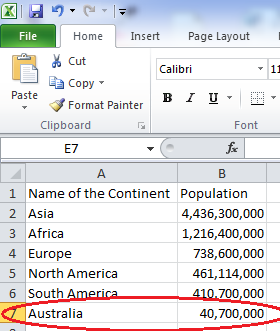 File Home Insert Page Layout
Cut
Copy
Format Painter
Paste
Clipboard
Calibri 11
E7 fx
A B
1 Name of the Continent Population
2 Asia 4,436,300,000
3 Africa 1,216,400,000
4 Europe 738,600,000
5 North America 461,114,000
6 South America 410,700,000
7 Australia 40,700,000